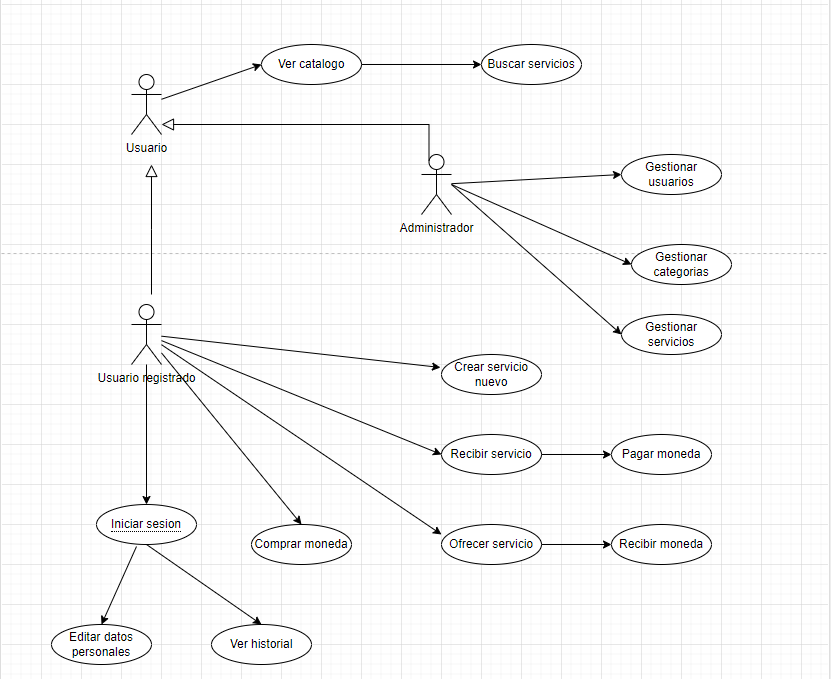 Ver catalogo
Buscar servicios
Usuario
Gestionar
usuarios
Administrador
Gestionar
categorias
Gestionar
servicios
Usuario registrado
Crear servicio
nuevo
Recibir servicio
Pagar moneda
Iniciar sesion
Comprar moneda
Ofrecer servicio
Recibir moneda
Editar datos
personales
Ver historial